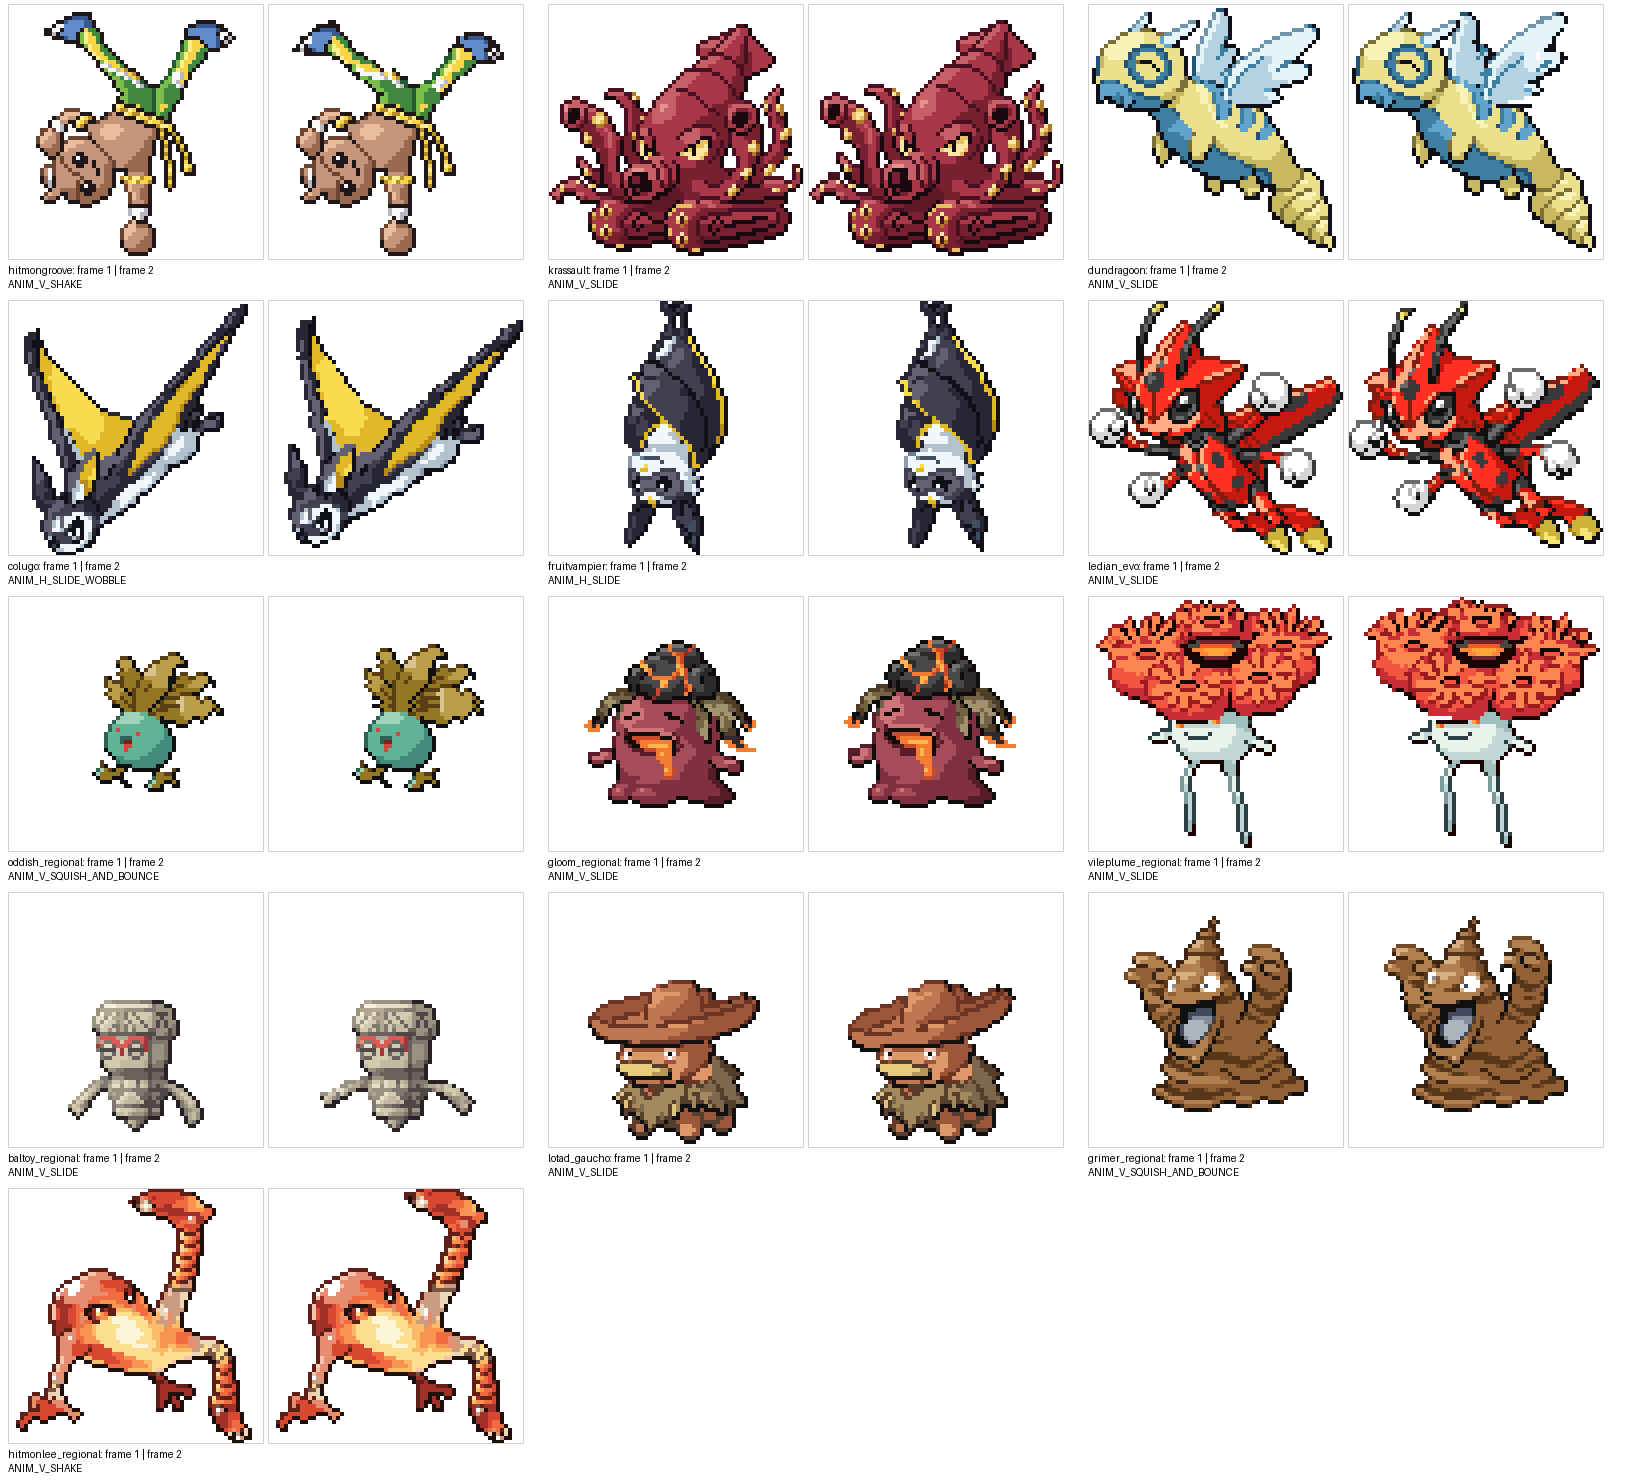 hitmongroove: frame 1 | frame 2
ANIM_V_SHAKE
krassault: frame 1 | frame 2
ANIM_V_SLIDE
dundragoon: frame 1 | frame 2
ANIM_V_SLIDE
colugo: frame 1 | frame 2
ANIM_H_SLIDE_WOBBLE
fruitvampier: frame 1 | frame 2
ANIM_H_SLIDE
ledian_evo: frame 1 | frame 2
ANIM_V_SLIDE
oddish_regional: frame 1 | frame 2
ANIM_V_SQUISH_AND_BOUNCE
gloom_regional: frame 1 | frame 2
ANIM_V_SLIDE
vileplume_regional: frame 1 | frame 2
ANIM_V_SLIDE
baltoy_regional: frame 1 | frame 2
ANIM_V_SLIDE
lotad_gaucho: frame 1 | frame 2
ANIM_V_SLIDE
grimer_regional: frame 1 | frame 2
ANIM_V_SQUISH_AND_BOUNCE
hitmonlee_regional: frame 1 | frame 2
ANIM_V_SHAKE